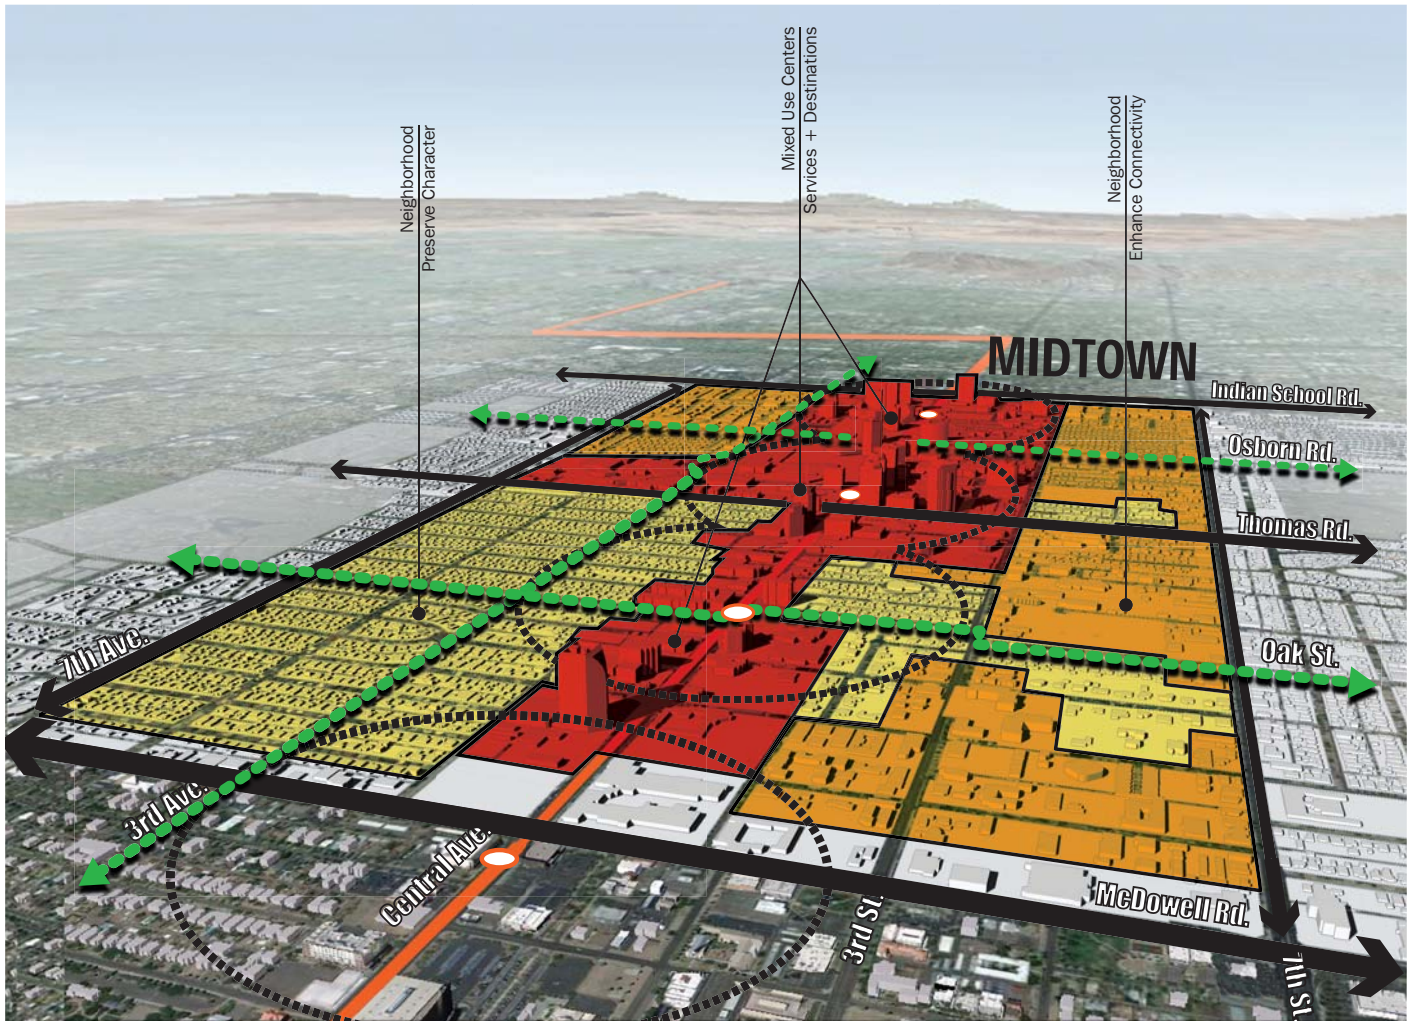 Mixed Use Centers
Services + Destinations
Neighborhood
Preserve Character
Neighborhood
Enhance Connectivity
MIDTOWN
Indian School Rd.
Osborn Rd.
Thomas Rd.
Oak St.
7th Ave.
3rd Ave.
Central Ave.
3rd St.
McDowell Rd.
7th St.